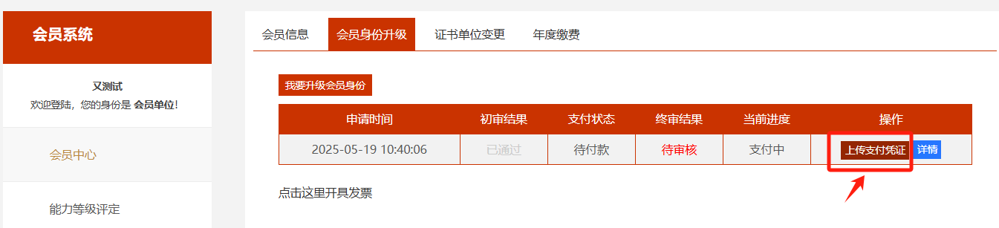 会员系统
会员信息 会员身份升级 证书单位变更 年度缴费
又测试
欢迎登陆，您的身份是 会员单位！
会员中心
能力等级评定
我要升级会员身份
申请时间 初审结果 支付状态 终审结果 当前进度 操作
2025-05-19 10:40:06 已通过 待付款 待审核 支付中 上传支付凭证 详情
点击这里开具发票